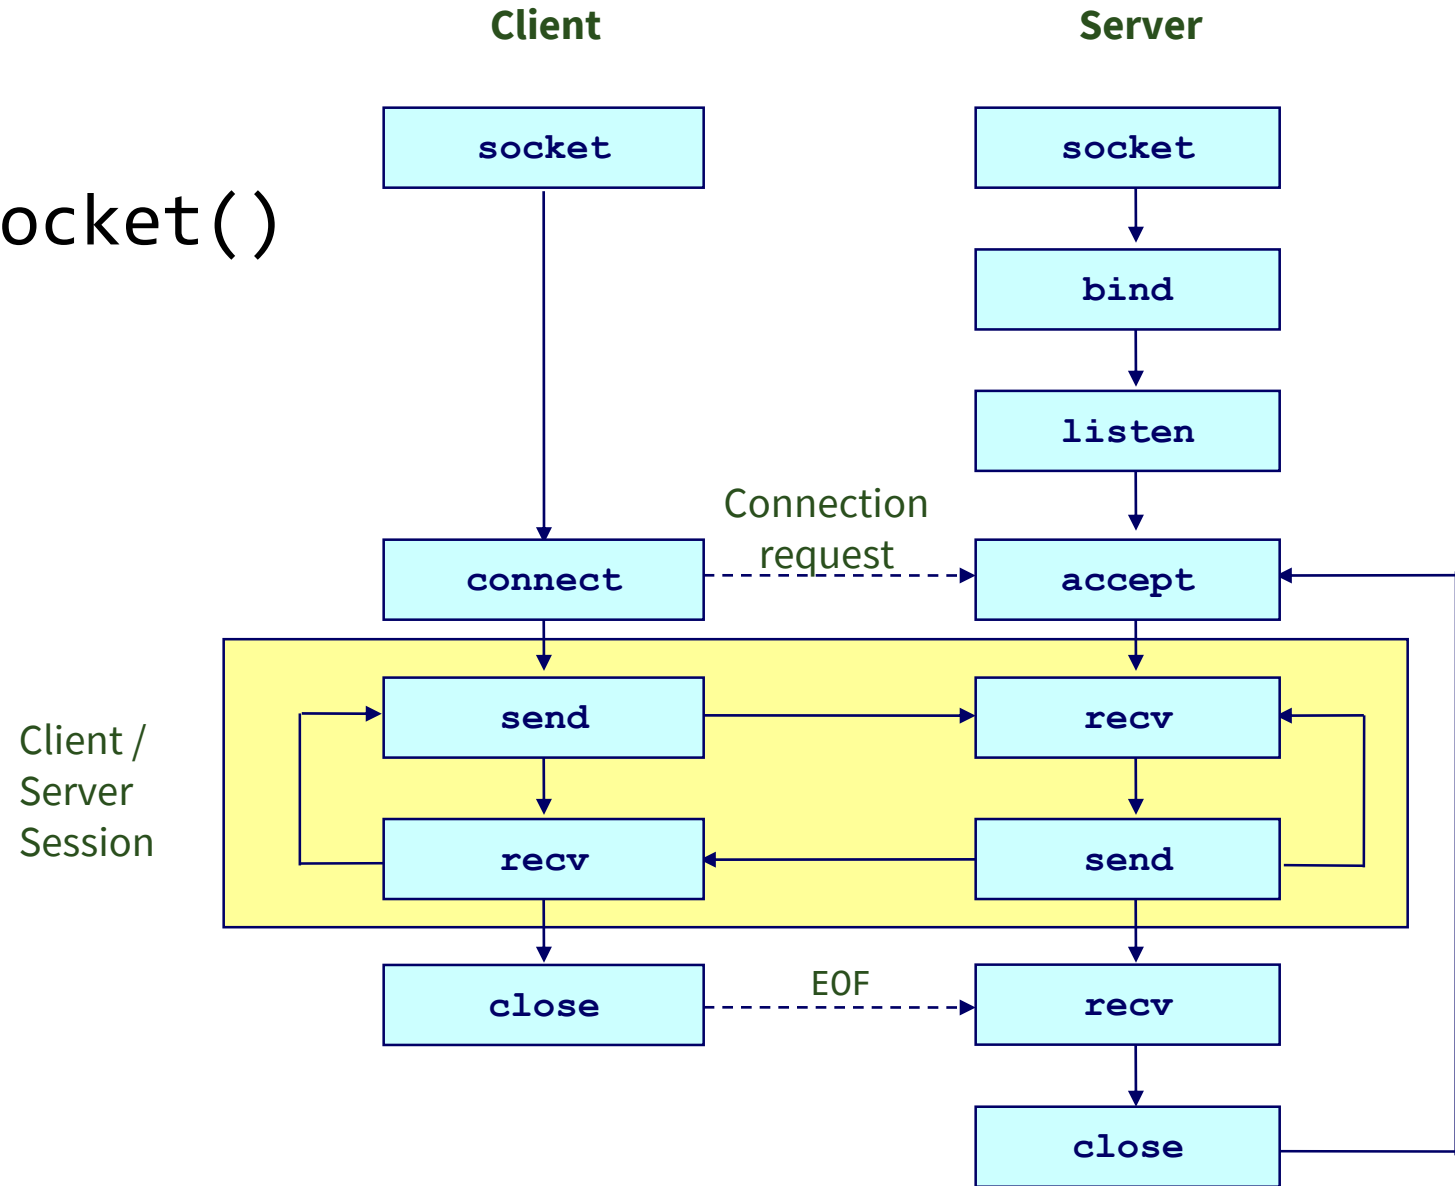 Client
Server
socket
socket
ocket()
bind
listen
Connection
request
connect
accept
send
recv
Client /
Server
Session
recv
send
EOF
close
recv
close